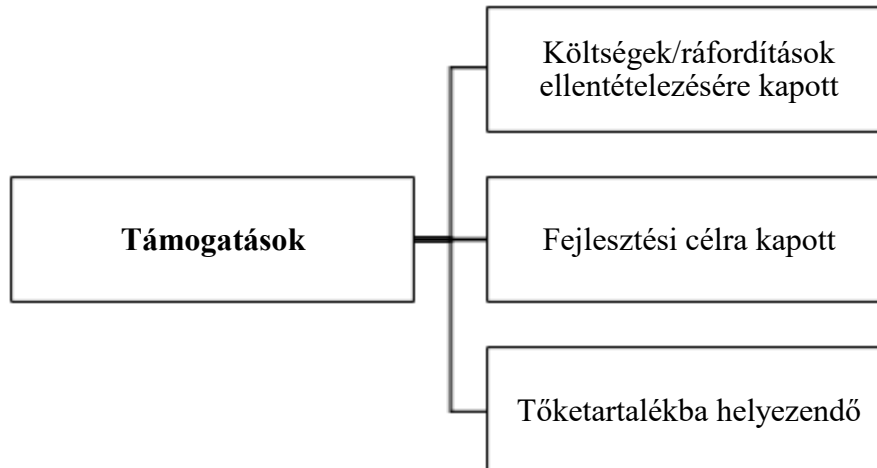 Költségek/ráfordítások
ellentételezésére kapott
Támogatások
Fejlesztési célra kapott
Tőketartalékba helyezendő